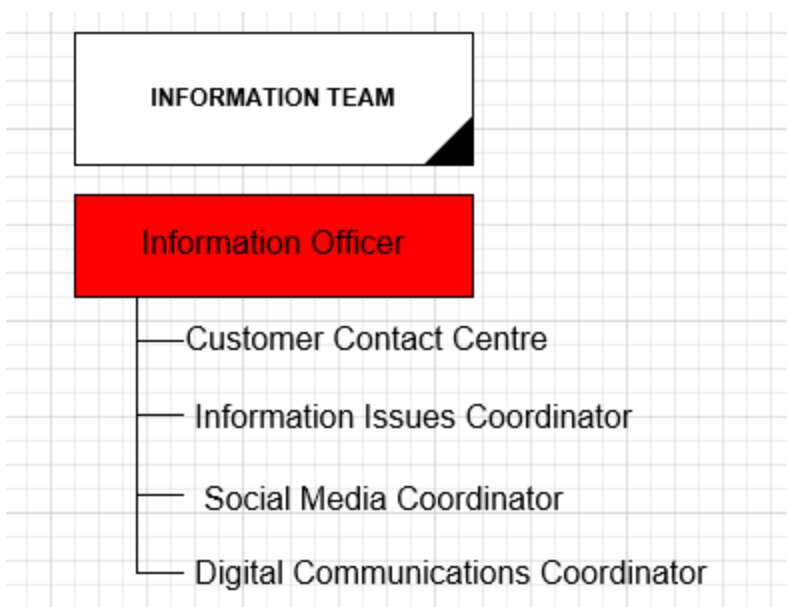 INFORMATION TEAM
Information Officer
Customer Contact Centre
Information Issues Coordinator
Social Media Coordinator
Digital Communications Coordinator